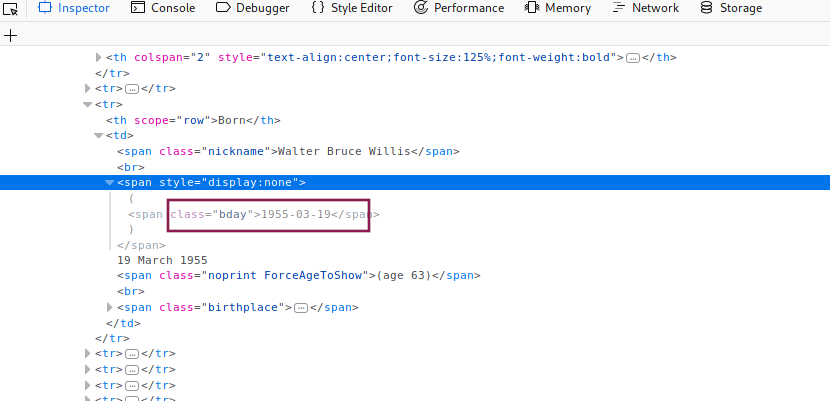 Inspector Console Debugger Style Editor Performance Memory Network Storage
<th colspan="2" style="text-align:center;font-size:125%;font-weight:bold">…</th>
</tr>
<tr>…</tr>
<tr>
<th scope="row">Born</th>
<td>
<span class="nickname">Walter Bruce Willis</span>
<br>
<span style="display:none">
(
<span class="bday">1955-03-19</span>
)
</span>
19 March 1955
<span class="noprint ForceAgeToShow">(age 63)</span>
<br>
<span class="birthplace">…</span>
</td>
</tr>
<tr>…</tr>
<tr>…</tr>
<tr>…</tr>
<tr>…</tr>